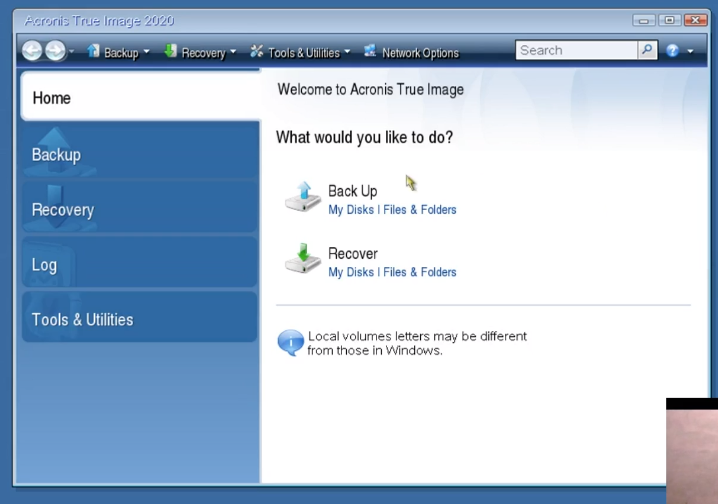 Acronis True Image 2020
Backup Recovery Tools & Utilities Network Options Search
Home
Backup
Recovery
Log
Tools & Utilities
Welcome to Acronis True Image
What would you like to do?
Back Up
My Disks | Files & Folders
Recover
My Disks | Files & Folders
Local volumes letters may be different
from those in Windows.